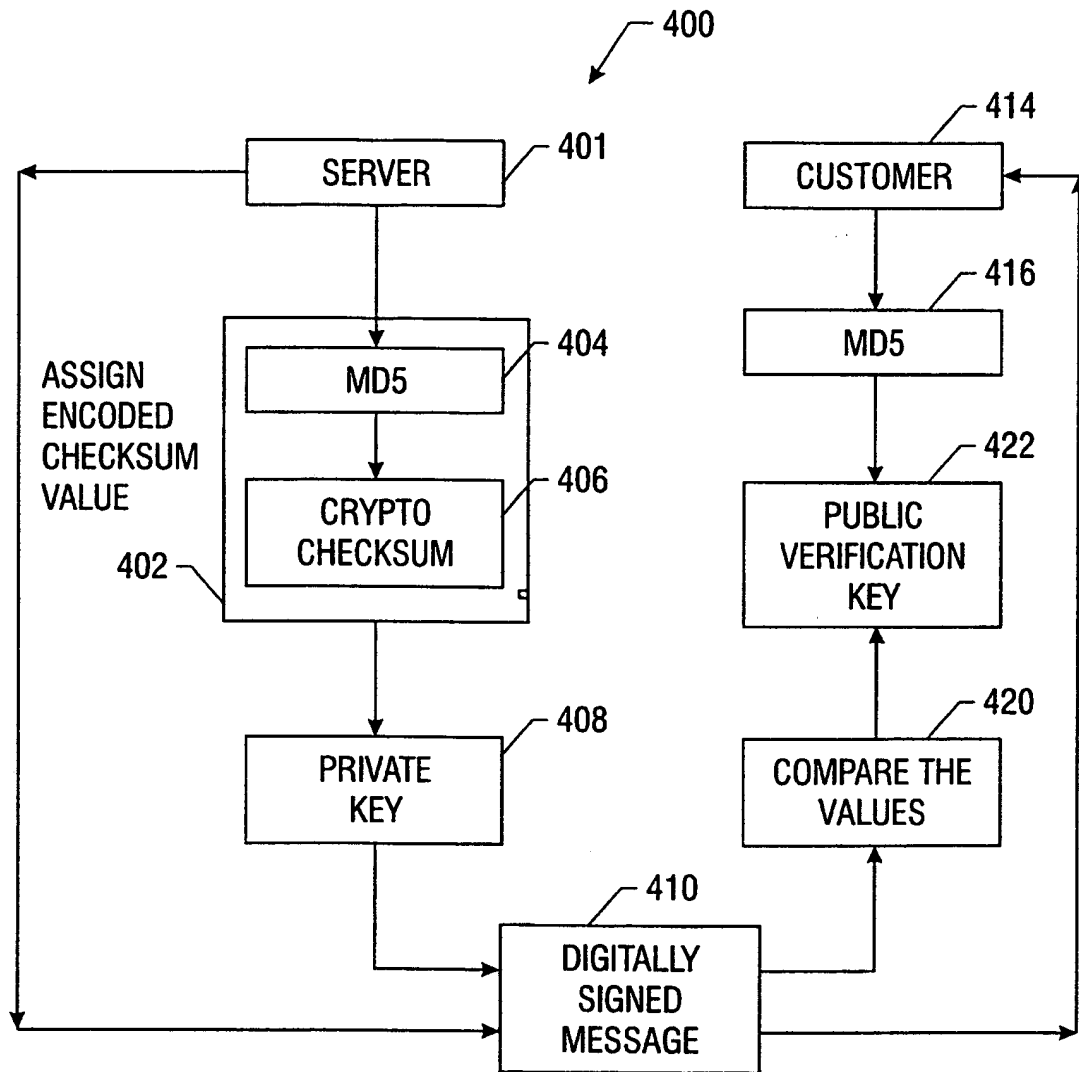 400
SERVER
401
414
CUSTOMER
ASSIGN
ENCODED
CHECKSUM
VALUE
402
MD5
404
CRYPTO
CHECKSUM
406
416
MD5
422
PUBLIC
VERIFICATION
KEY
408
PRIVATE
KEY
420
COMPARE THE
VALUES
410
DIGITALLY
SIGNED
MESSAGE